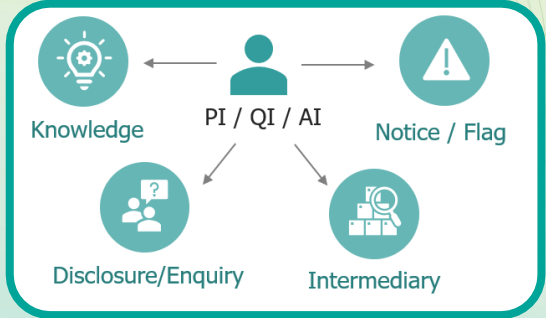 Knowledge
PI / QI / AI
Notice / Flag
?
Disclosure/Enquiry
Intermediary